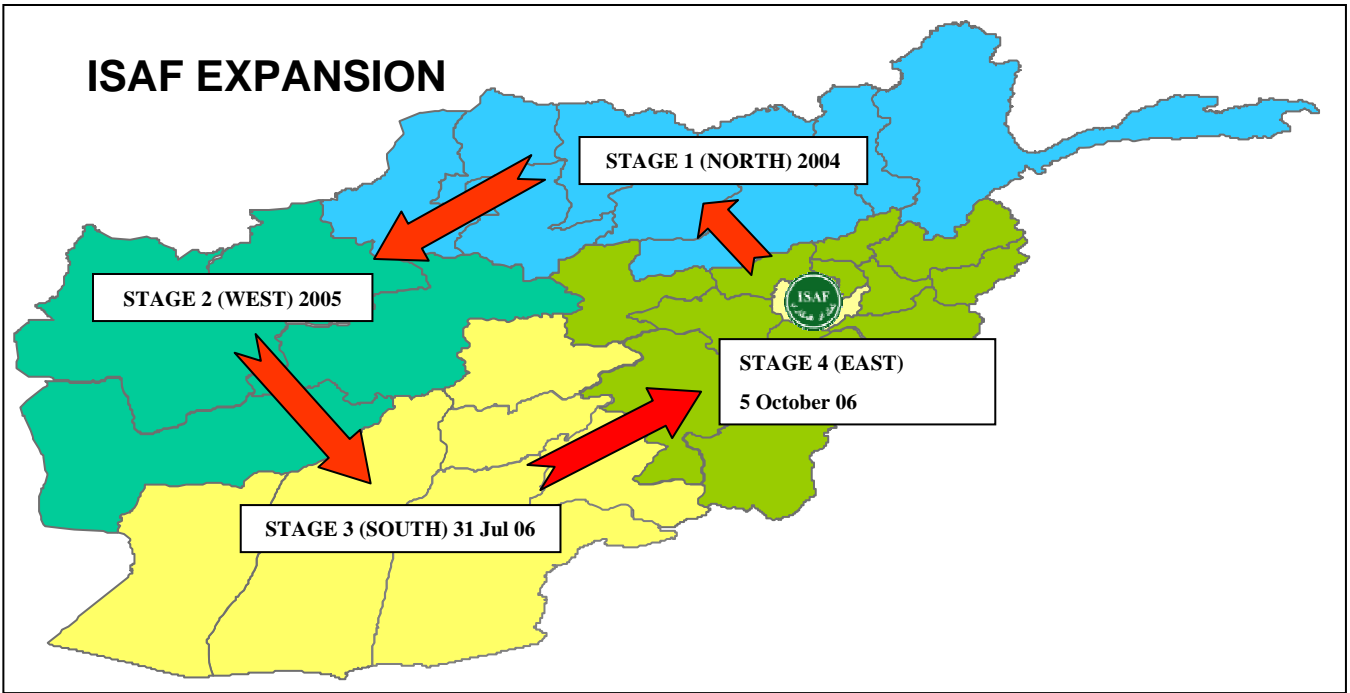 ISAF EXPANSION
STAGE 1 (NORTH) 2004
STAGE 2 (WEST) 2005
ISAF
STAGE 4 (EAST)
5 October 06
STAGE 3 (SOUTH) 31 Jul 06